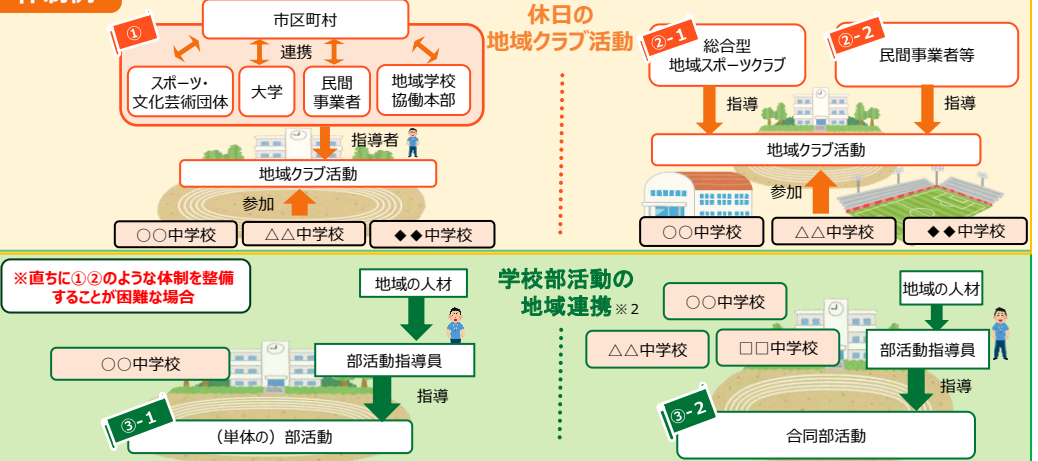 体制例
休日の
地域クラブ活動
①
市区町村
連携
スポーツ・
文化芸術団体
大学
民間
事業者
地域学校
協働本部
指導者
地域クラブ活動
参加
○○中学校
△△中学校
◆◆中学校
②-1
総合型
地域スポーツクラブ
②-2
民間事業者等
指導
指導
地域クラブ活動
参加
○○中学校
△△中学校
◆◆中学校
※直ちに①②のような体制を整備
することが困難な場合
学校部活動の
地域連携※2
地域の人材
○○中学校
部活動指導員
指導
③-1
（単体の）部活動
○○中学校
△△中学校
□□中学校
地域の人材
部活動指導員
指導
③-2
合同部活動